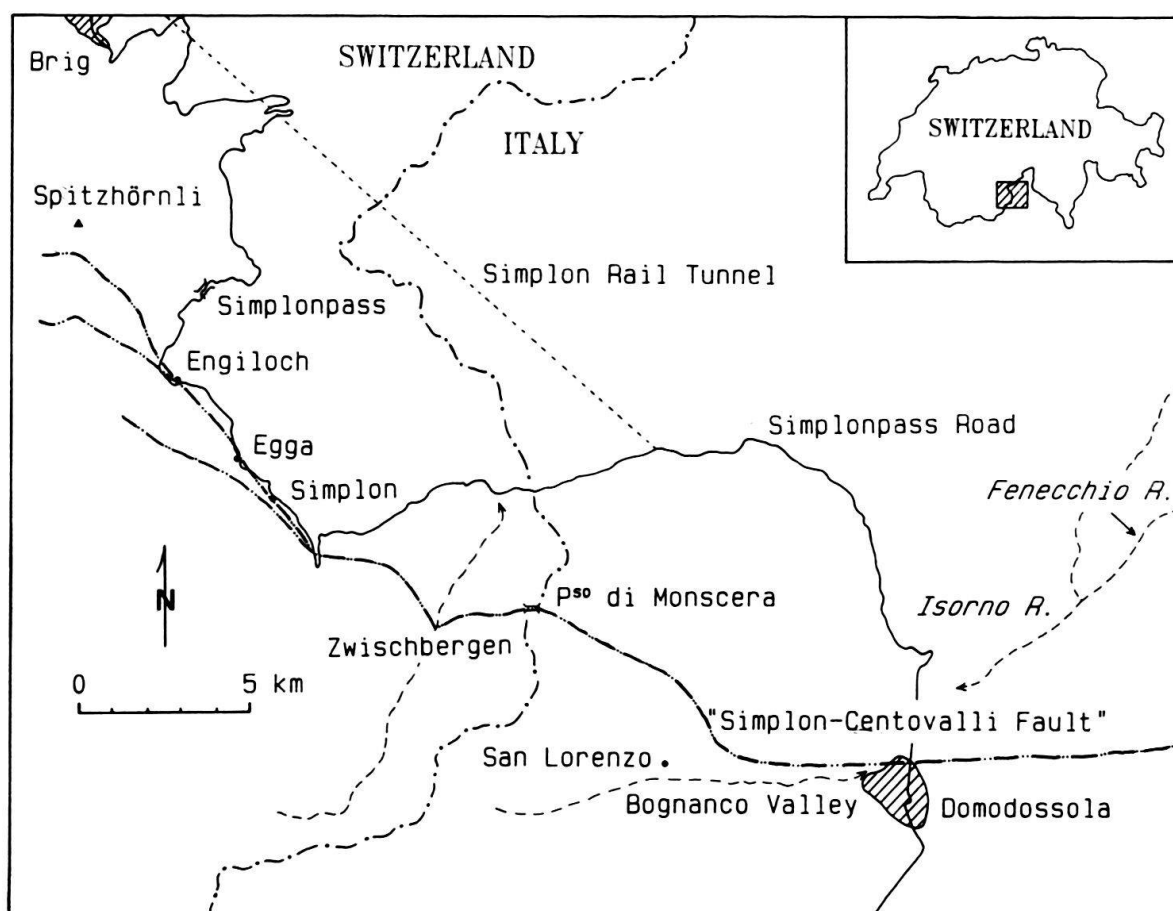 SWITZERLAND
Brig
ITALY
SWITZERLAND
Spitzhörnli
Simplon Rail Tunnel
Simplonpass
Engiloch
Simplonpass Road
Egga
Simplon
Fenecchio R.
N
Pso di Monscera
Isorno R.
Zwischbergen
0 5 km
"Simplon-Centovalli Fault"
San Lorenzo
Bognanco Valley
Domodossola